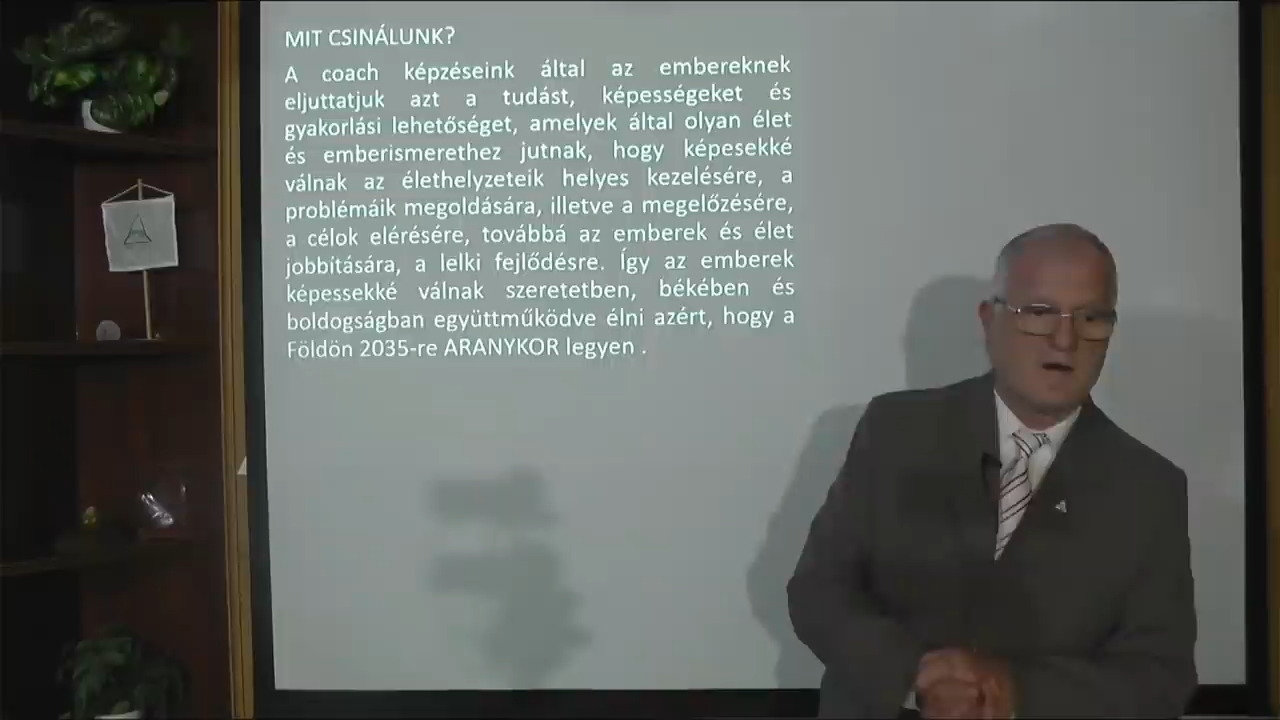 MIT CSINÁLUNK?
A coach képzéseink által az embereknek
eljuttatjuk azt a tudást, képességeket és
gyakorlási lehetőséget, amelyek által olyan élet
és emberismerethez jutnak, hogy képesekké
válnak az élethelyzeteik helyes kezelésére, a
problémáik megoldására, illetve a megelőzésére,
a célok elérésére, továbbá az emberek és élet
jobbítására, a lelki fejlődésre. Így az emberek
képessekké válnak szeretetben, békében és
boldogságban együttműködve élni azért, hogy a
Földön 2035-re ARANYKOR legyen .